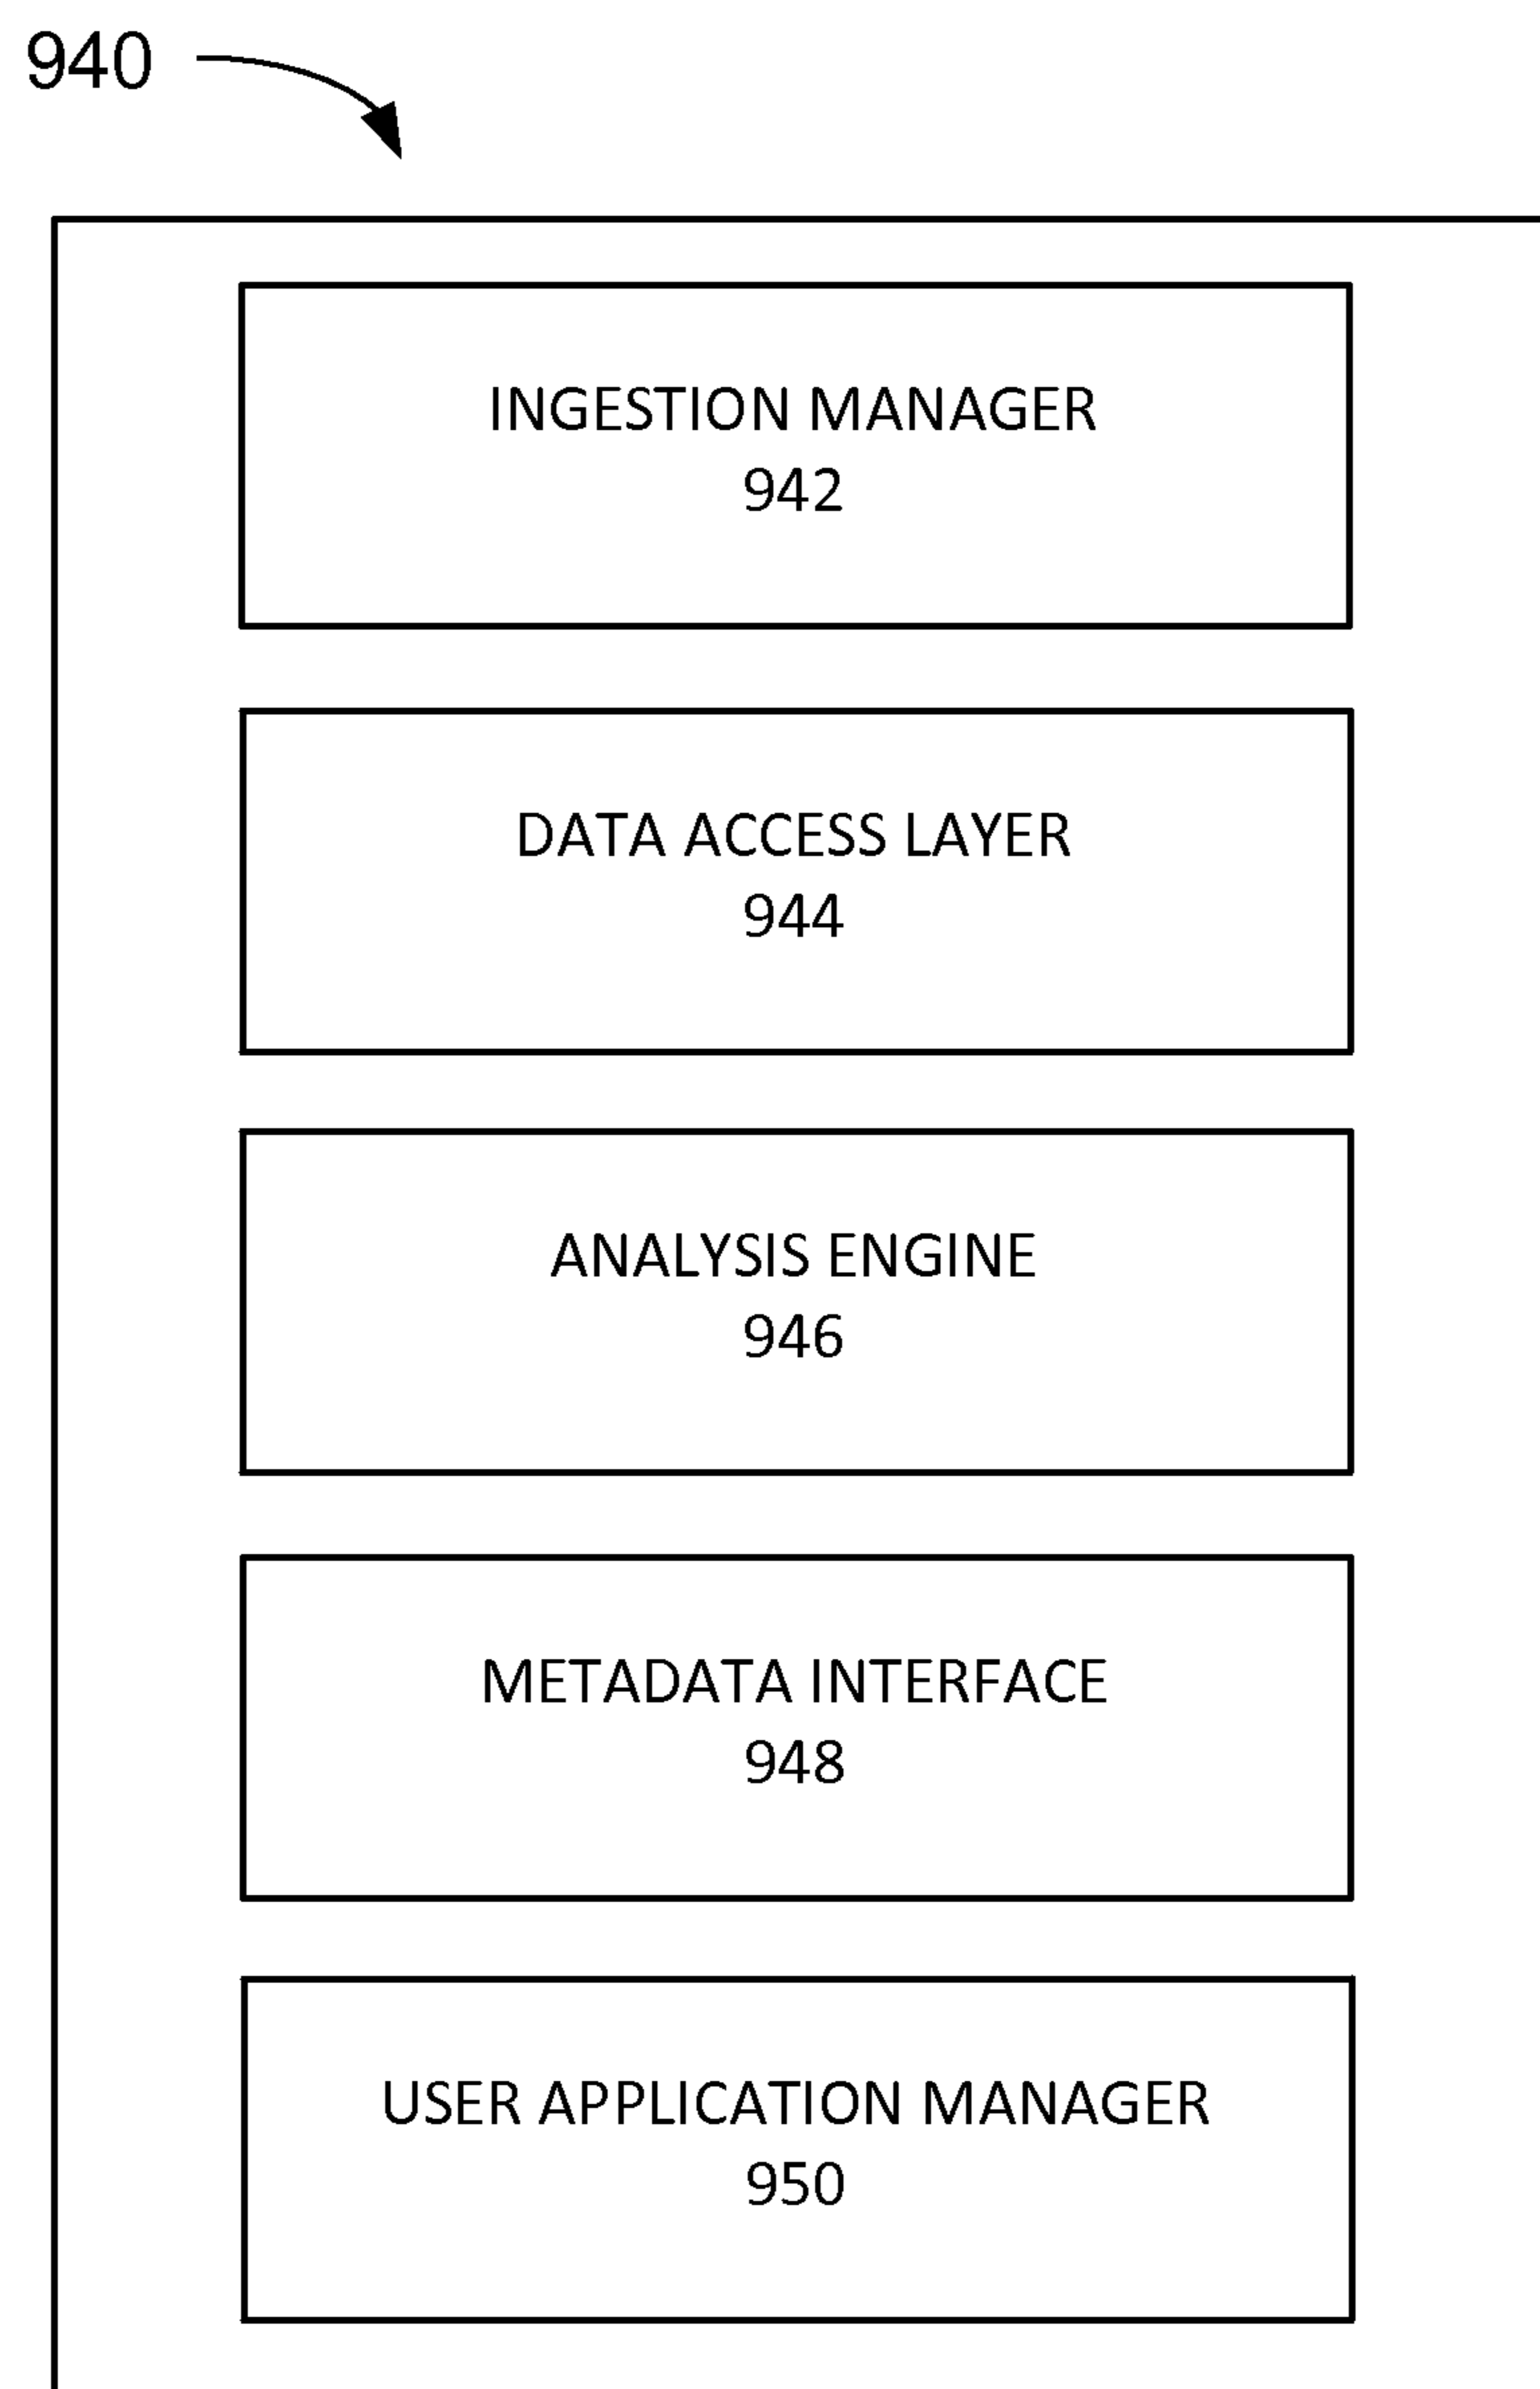 940
INGESTION MANAGER
942
DATA ACCESS LAYER
944
ANALYSIS ENGINE
946
METADATA INTERFACE
948
USER APPLICATION MANAGER
950